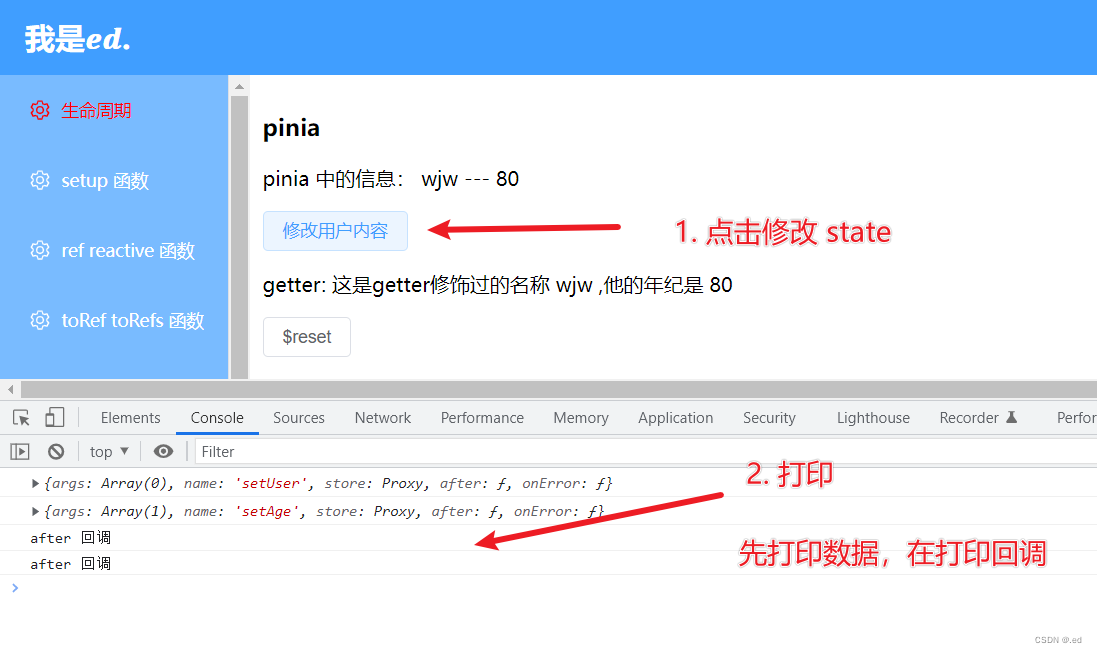 我是ed.
生命周期
setup 函数
ref reactive 函数
toRef toRefs 函数
pinia
pinia 中的信息： wjw --- 80
修改用户内容
1. 点击修改 state
getter: 这是getter修饰过的名称 wjw ,他的年纪是 80
$reset
Elements Console Sources Network Performance Memory Application Security Lighthouse Recorder Perfor
top Filter
{args: Array(0), name: 'setUser', store: Proxy, after: ƒ, onError: ƒ}
{args: Array(1), name: 'setAge', store: Proxy, after: ƒ, onError: ƒ}
after 回调
after 回调
2. 打印
先打印数据，在打印回调
CSDN @.ed